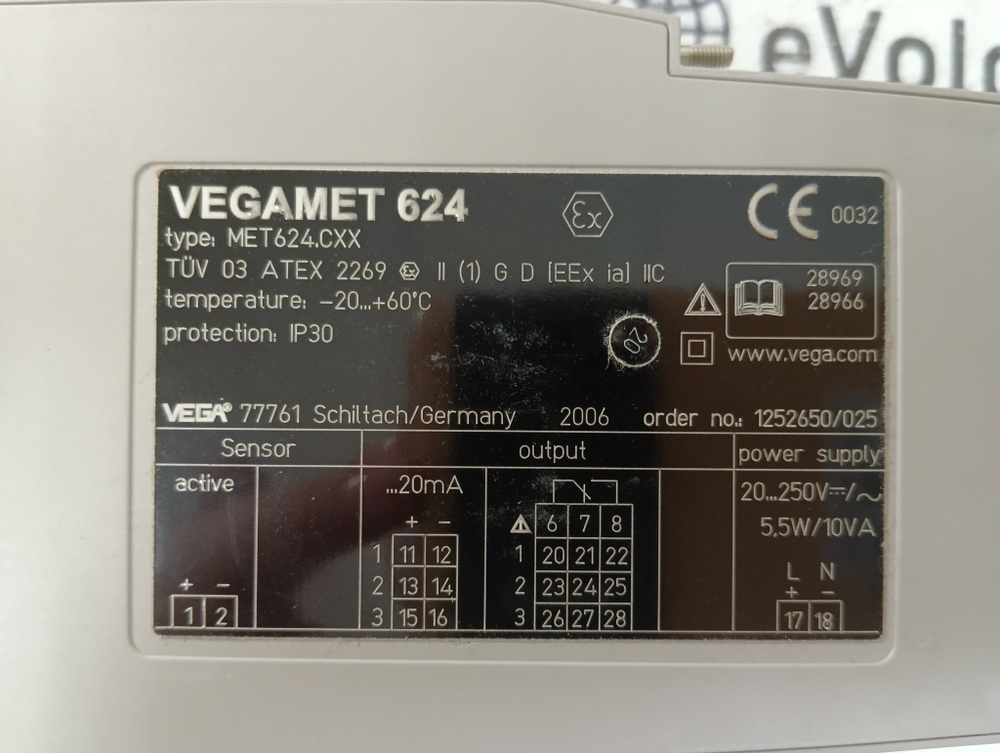 eVolo
VEGAMET 624
Ex
CE 0032
type: MET624.CXX
TÜV 03 ATEX 2269 Ex II (1) G D [EEx ia] IIC
28969
28966
temperature: -20...+60°C
protection: IP30
20
www.vega.com
VEGA® 77761 Schiltach/Germany 2006 order no.: 1252650/025
Sensor output power supply
active ...20mA 20...250V⎓/~
5,5W/10VA
+ - 6 7 8
1 11 12 1 20 21 22
L N
2 13 14 2 23 24 25
+ - + -
1 2 3 15 16 3 26 27 28 17 18